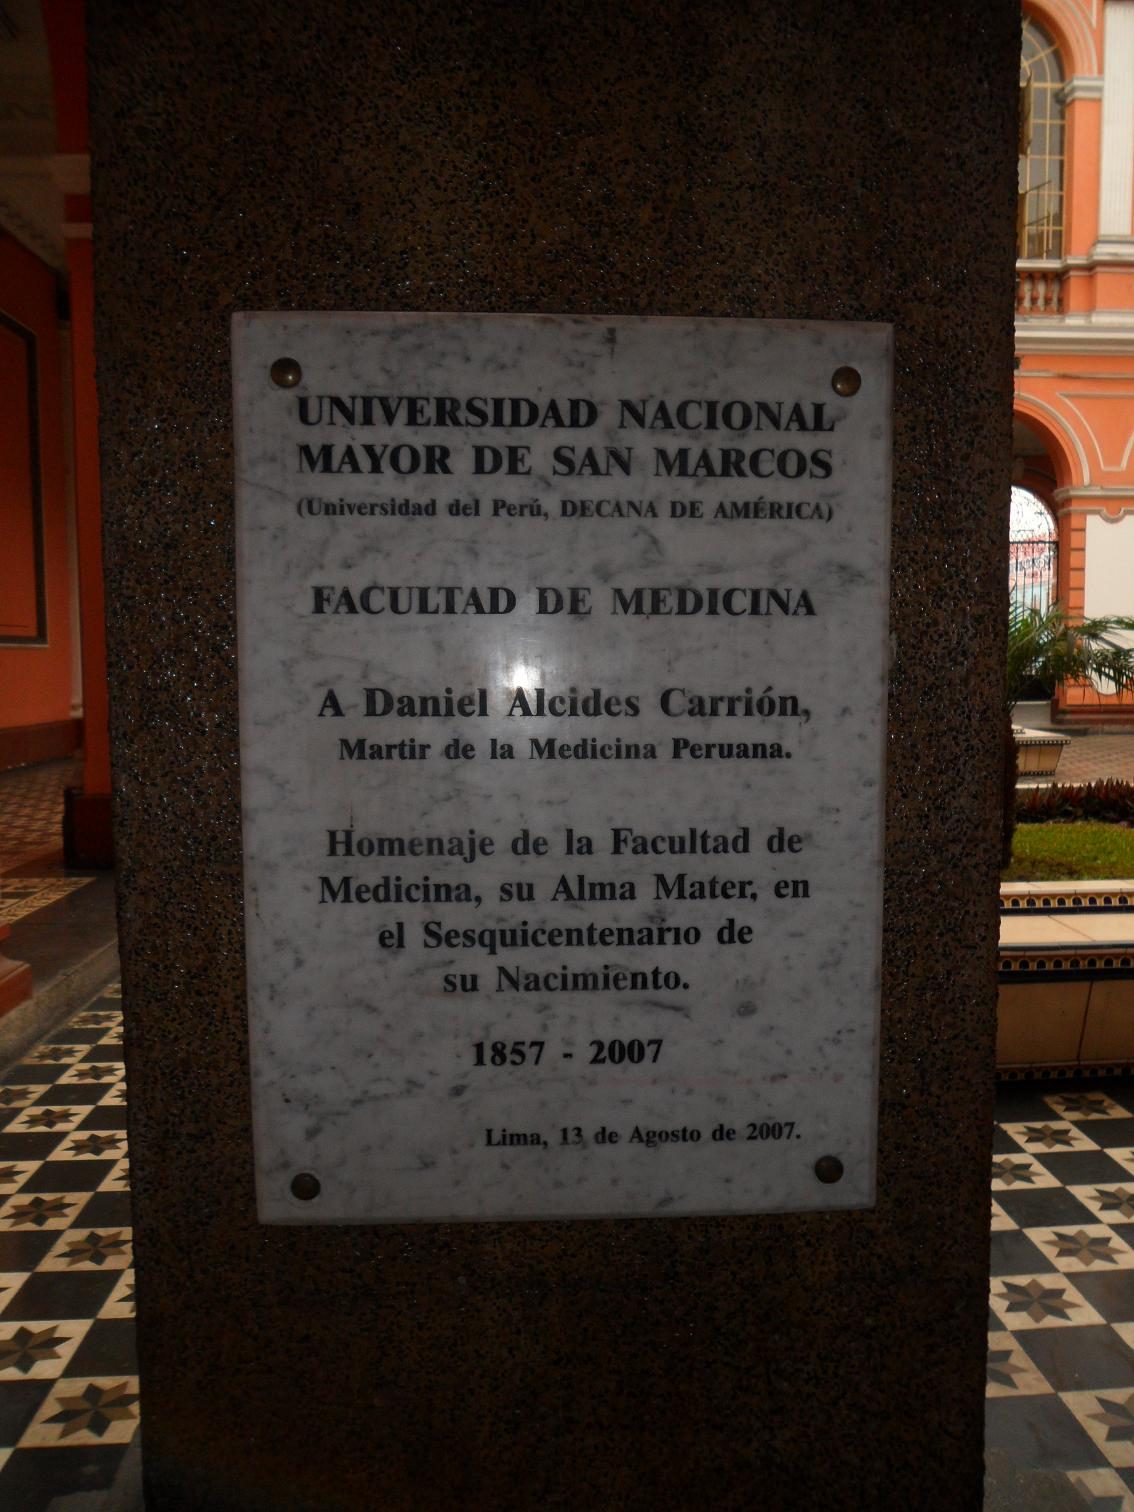 UNIVERSIDAD NACIONAL
MAYOR DE SAN MARCOS
(Universidad del Perú, DECANA DE AMÉRICA)
FACULTAD DE MEDICINA
A Daniel Alcides Carrión,
Martir de la Medicina Peruana.
Homenaje de la Facultad de
Medicina, su Alma Mater, en
el Sesquicentenario de
su Nacimiento.
1857 - 2007
Lima, 13 de Agosto de 2007.